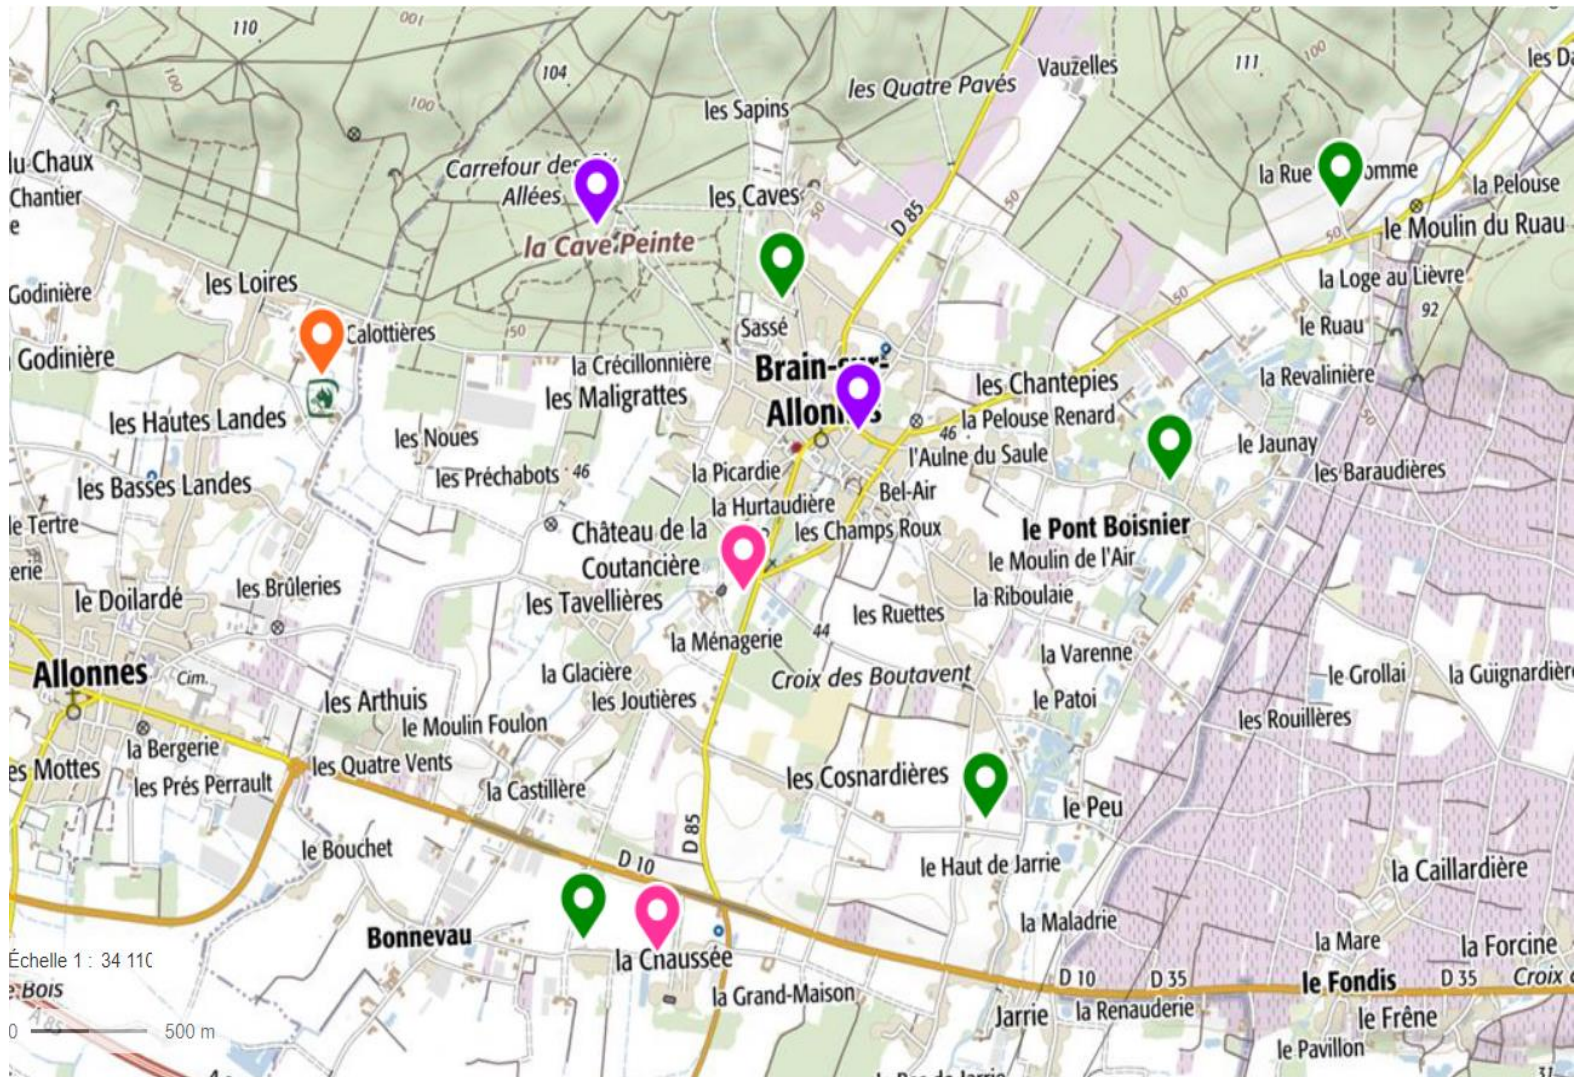 110
100
104
les Sapins
les Quatre Pavés
Vauzelles
111
100
100
100
Carrefour des
Allées
les Caves
50
D 85
50
la Rue
omme
la Pelouse
le Moulin du Ruau
u Chaux
Chantier
e
la Cave Peinte
50
la Loge au Lièvre
92
Godinière
les Loires
50
Godinière
Calottières
50
Sassé
le Ruau
la Crécillonnière
Brain-sur-
Allonnes
les Maligrattes
les Chantepies
la Revalinière
les Hautes Landes
les Noues
la Pelouse Renard
46
l'Aulne du Saule
le Jaunay
les Baraudières
les Basses Landes
les Préchabots
46
la Picardie
Bel-Air
la Hurtaudière
le Tertre
Château de la
Coutancière
les Champs Roux
le Pont Boisnier
le Moulin de l'Air
erie
le Doilardé
les Brûleries
les Tavellières
les Ruettes
la Riboulaie
la Ménagerie
44
la Varenne
Allonnes
Cim.
la Glacière
Croix des Boutavent
le Grollai
la Guignardière
les Arthuis
les Joutières
le Patoi
les Rouillères
le Moulin Foulon
la Bergerie
es Mottes
les Prés Perrault
les Quatre Vents
la Castillère
les Cosnardières
le Peu
le Bouchet
D 85
D 10
le Haut de Jarrie
la Caillardière
Bonnevau
la Chaussée
la Maladrie
la Mare
la Forcine
Échelle 1 : 34 110
e Bois
A 85
la Grand-Maison
D 10
D 35
le Fondis
D 35
Croix
0
500 m
Jarrie
la Renauderie
le Frêne
le Pavillon
31